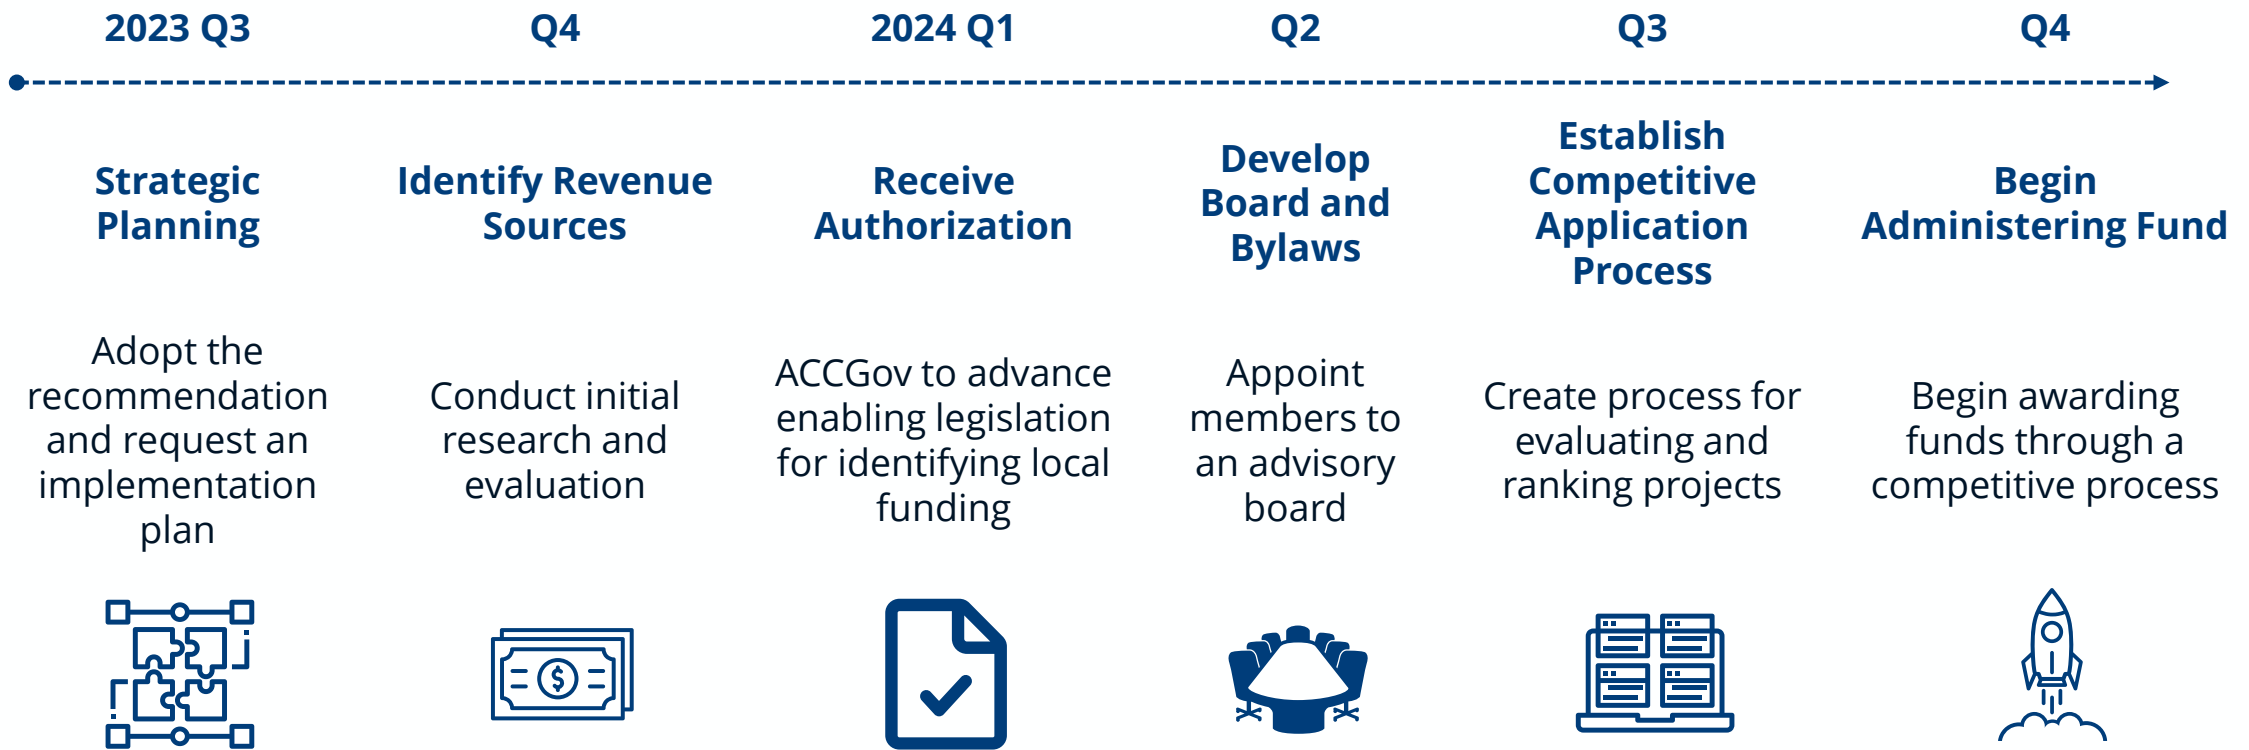 2023 Q3
Q4
2024 Q1
Q2
Q3
Q4
Strategic
Planning
Identify Revenue
Sources
Receive
Authorization
Develop
Board and
Bylaws
Establish
Competitive
Application
Process
Begin
Administering Fund
Adopt the
recommendation
and request an
implementation
plan
Conduct initial
research and
evaluation
ACCGov to advance
enabling legislation
for identifying local
funding
Appoint
members to
an advisory
board
Create process for
evaluating and
ranking projects
Begin awarding
funds through a
competitive process
$